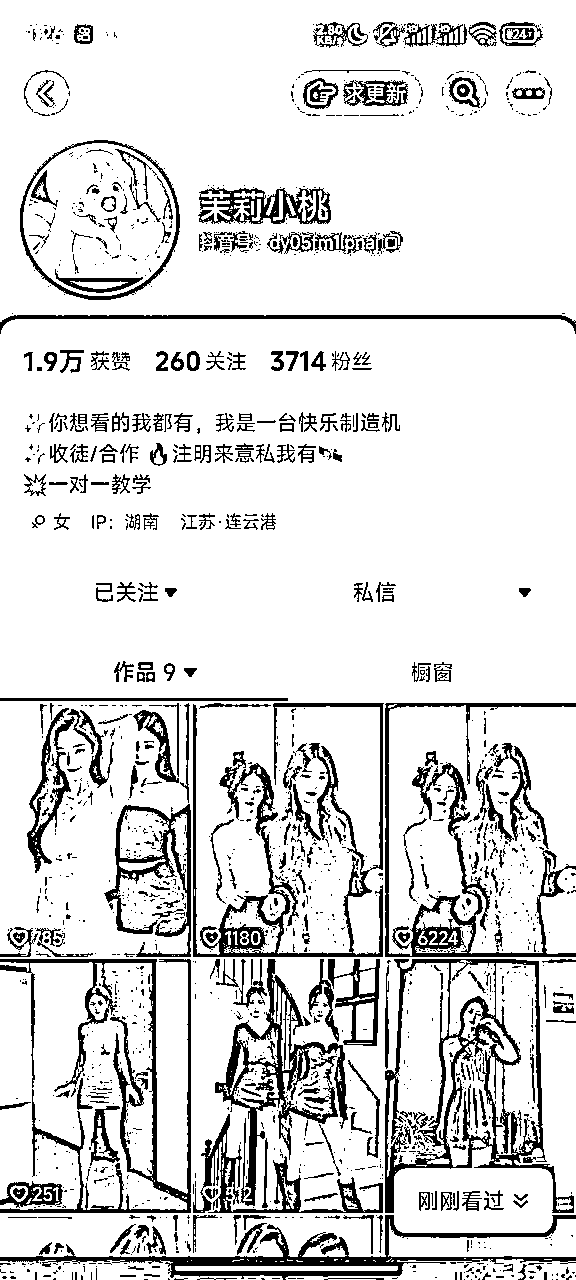 求更新
茉莉小桃
抖音号：
1.9万 获赞 260 关注 3714 粉丝
你想看的我都有，我是一台快乐制造机
收徒/合作 🔥注明来意私我有
💥一对一教学
女 IP：湖南 江苏·连云港
已关注 私信
作品 9 橱窗
785 1180 6224
251 512
刚刚看过